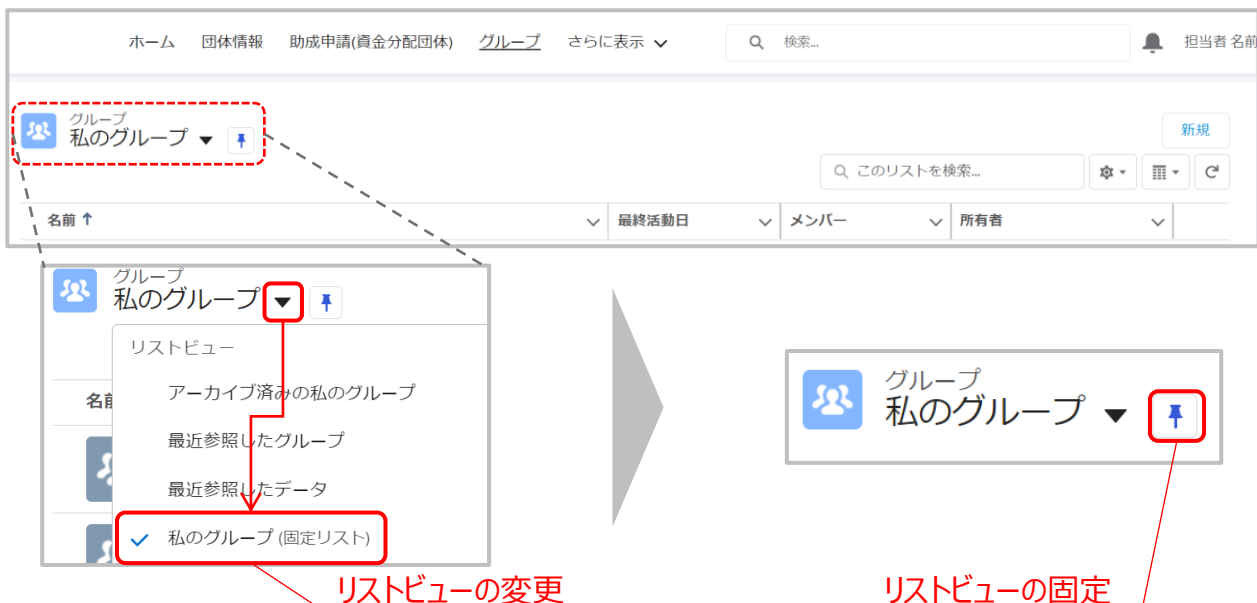 ホーム 団体情報 助成申請(資金分配団体) グループ さらに表示 検索... 担当者 名前
グループ
私のグループ
新規
このリストを検索...
名前 最終活動日 メンバー 所有者
グループ
私のグループ
リストビュー
アーカイブ済みの私のグループ
名前
最近参照したグループ
最近参照したデータ
私のグループ (固定リスト)
リストビューの変更
グループ
私のグループ
リストビューの固定